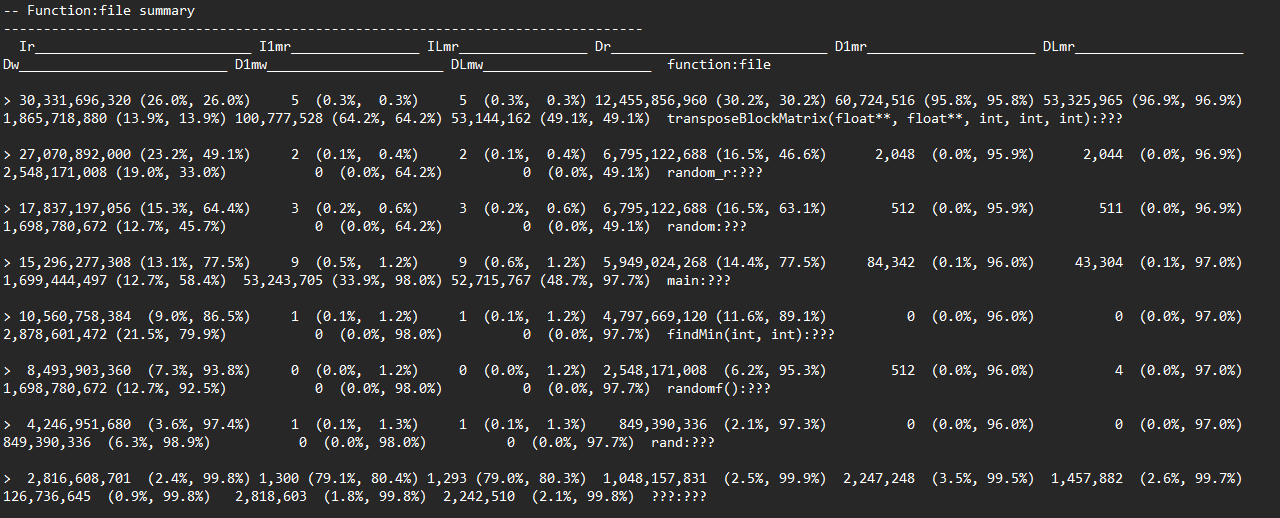 -- Function:file summary
--------------------------------------------------------------------------------
  Ir___________________________ I1mr________________ ILmr________________ Dr___________________________ D1mr_____________________ DLmr_____________________
Dw__________________________ D1mw______________________ DLmw_____________________  function:file
> 30,331,696,320 (26.0%, 26.0%)     5  (0.3%,  0.3%)     5  (0.3%,  0.3%) 12,455,856,960 (30.2%, 30.2%) 60,724,516 (95.8%, 95.8%) 53,325,965 (96.9%, 96.9%)
1,865,718,880 (13.9%, 13.9%) 100,777,528 (64.2%, 64.2%) 53,144,162 (49.1%, 49.1%)  transposeBlockMatrix(float**, float**, int, int, int):???
> 27,070,892,000 (23.2%, 49.1%)     2  (0.1%,  0.4%)     2  (0.1%,  0.4%)  6,795,122,688 (16.5%, 46.6%)      2,048  (0.0%, 95.9%)      2,044  (0.0%, 96.9%)
2,548,171,008 (19.0%, 33.0%)           0  (0.0%, 64.2%)          0  (0.0%, 49.1%)  random_r:???
> 17,837,197,056 (15.3%, 64.4%)     3  (0.2%,  0.6%)     3  (0.2%,  0.6%)  6,795,122,688 (16.5%, 63.1%)        512  (0.0%, 95.9%)        511  (0.0%, 96.9%)
1,698,780,672 (12.7%, 45.7%)           0  (0.0%, 64.2%)          0  (0.0%, 49.1%)  random:???
> 15,296,277,308 (13.1%, 77.5%)     9  (0.5%,  1.2%)     9  (0.6%,  1.2%)  5,949,024,268 (14.4%, 77.5%)     84,342  (0.1%, 96.0%)     43,304  (0.1%, 97.0%)
1,699,444,497 (12.7%, 58.4%)  53,243,705 (33.9%, 98.0%) 52,715,767 (48.7%, 97.7%)  main:???
> 10,560,758,384  (9.0%, 86.5%)     1  (0.1%,  1.2%)     1  (0.1%,  1.2%)  4,797,669,120 (11.6%, 89.1%)          0  (0.0%, 96.0%)          0  (0.0%, 97.0%)
2,878,601,472 (21.5%, 79.9%)           0  (0.0%, 98.0%)          0  (0.0%, 97.7%)  findMin(int, int):???
>  8,493,903,360  (7.3%, 93.8%)     0  (0.0%,  1.2%)     0  (0.0%,  1.2%)  2,548,171,008  (6.2%, 95.3%)        512  (0.0%, 96.0%)          4  (0.0%, 97.0%)
1,698,780,672 (12.7%, 92.5%)           0  (0.0%, 98.0%)          0  (0.0%, 97.7%)  randomf():???
>  4,246,951,680  (3.6%, 97.4%)     1  (0.1%,  1.3%)     1  (0.1%,  1.3%)    849,390,336  (2.1%, 97.3%)          0  (0.0%, 96.0%)          0  (0.0%, 97.0%)
849,390,336  (6.3%, 98.9%)           0  (0.0%, 98.0%)          0  (0.0%, 97.7%)  rand:???
>  2,816,608,701  (2.4%, 99.8%) 1,300 (79.1%, 80.4%) 1,293 (79.0%, 80.3%)  1,048,157,831  (2.5%, 99.9%)  2,247,248  (3.5%, 99.5%)  1,457,882  (2.6%, 99.7%)
126,736,645  (0.9%, 99.8%)   2,818,603  (1.8%, 99.8%)  2,242,510  (2.1%, 99.8%)  ???:???